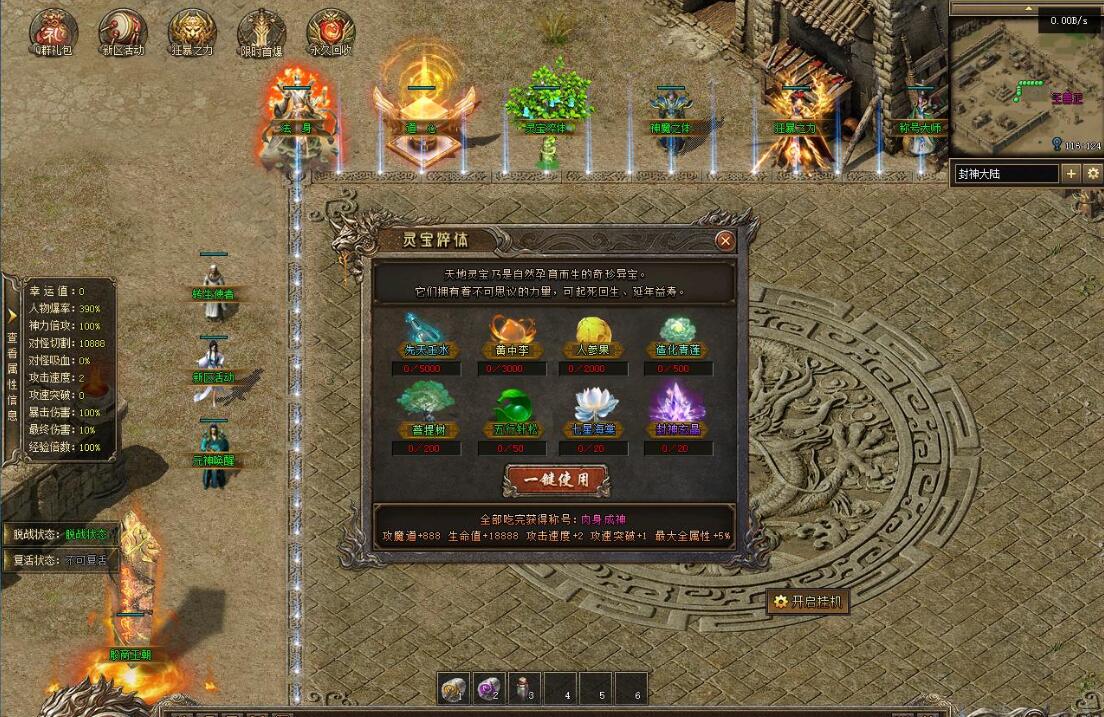 Q群礼包
新区活动
狂暴之力
限时首爆
永久回收
0.00B/s
116:124
封神大陆
法 身
道 心
灵宝淬体
神魔之体
狂暴之力
称号大师
转生使者
新区活动
元神唤醒
殷商王朝
查看属性信息
幸运值：0
人物爆率：390%
神力倍攻：100%
对怪切割：10888
对怪吸血：0%
攻击速度：2
攻速突破：0
暴击伤害：100%
最终伤害：10%
经验倍数：100%
脱战状态：脱战状态
复活状态：不可复活
灵宝淬体
天地灵宝乃是自然孕育而生的奇珍异宝。
它们拥有着不可思议的力量，可起死回生、延年益寿。
先天玉水
黄中李
人参果
造化青莲
0/5000
0/3000
0/2000
0/500
菩提树
五行针松
七星海棠
封神玄晶
0/200
0/50
0/20
0/20
一键使用
全部吃完获得称号：肉身成神
攻魔道+888 生命值+18888 攻击速度+2 攻速突破+1 最大全属性+5%
开启挂机
1
2
3
4
5
6